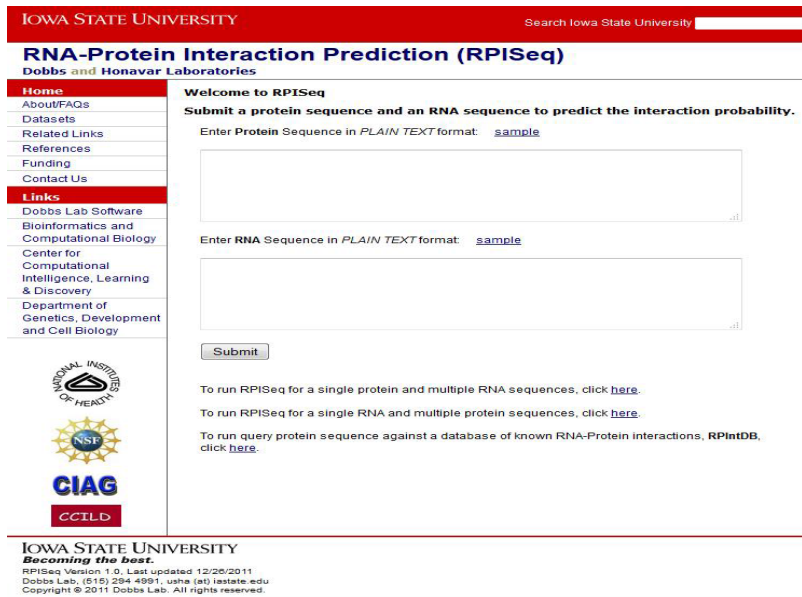 IOWA STATE UNIVERSITY
Search Iowa State University
RNA-Protein Interaction Prediction (RPISeq)
Dobbs and Honavar Laboratories
Home
About/FAQs
Datasets
Related Links
References
Funding
Contact Us
Links
Dobbs Lab Software
Bioinformatics and
Computational Biology
Center for
Computational
Intelligence, Learning
& Discovery
Department of
Genetics, Development
and Cell Biology
NATIONAL INSTITUTES
OF HEALTH
NSF
CIAG
CCILD
Welcome to RPISeq
Submit a protein sequence and an RNA sequence to predict the interaction probability.
Enter Protein Sequence in PLAIN TEXT format: sample
Enter RNA Sequence in PLAIN TEXT format: sample
Submit
To run RPISeq for a single protein and multiple RNA sequences, click here.
To run RPISeq for a single RNA and multiple protein sequences, click here.
To run query protein sequence against a database of known RNA-Protein interactions, RPIntDB,
click here.
IOWA STATE UNIVERSITY
Becoming the best.
RPISeq Version 1.0, Last updated 12/26/2011
Dobbs Lab, (515) 294 4991, usha (at) iastate.edu
Copyright © 2011 Dobbs Lab. All rights reserved.